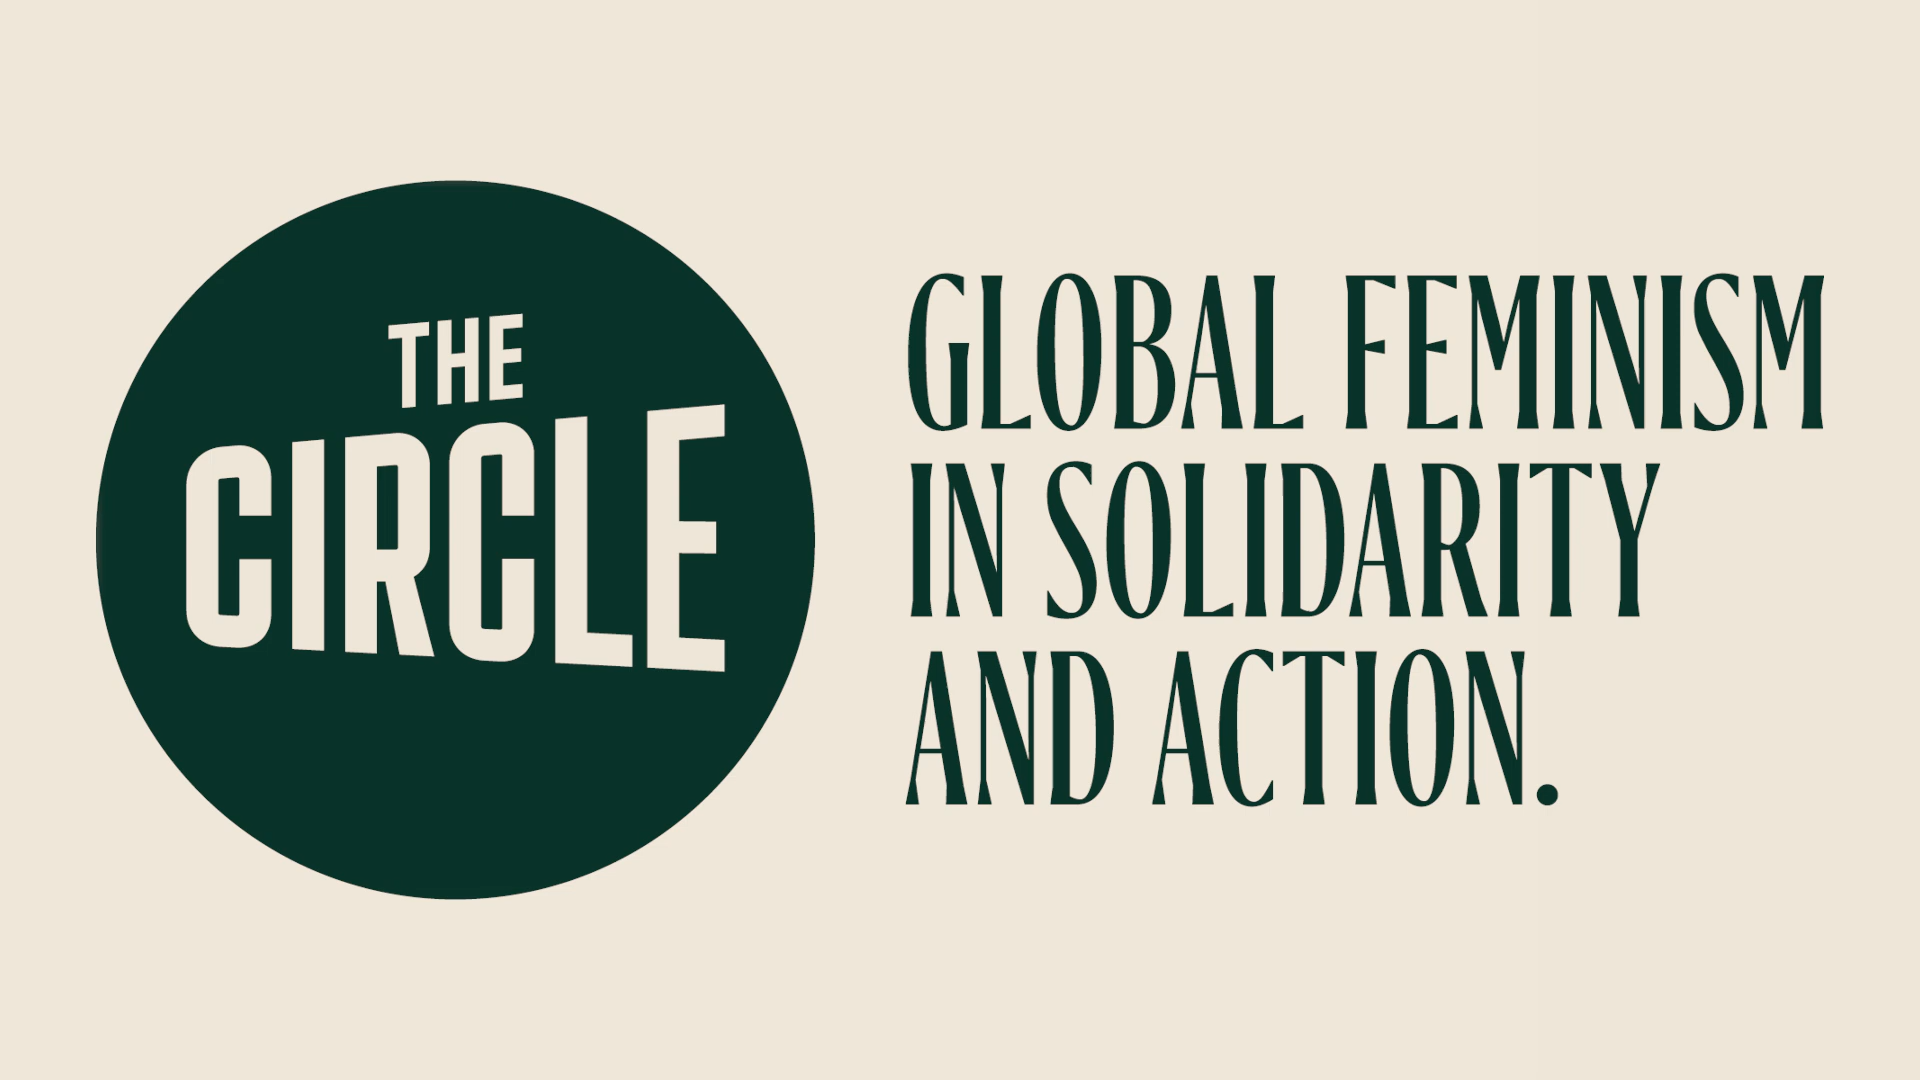 THE
CIRCLE
GLOBAL FEMINISM
IN SOLIDARITY
AND ACTION.